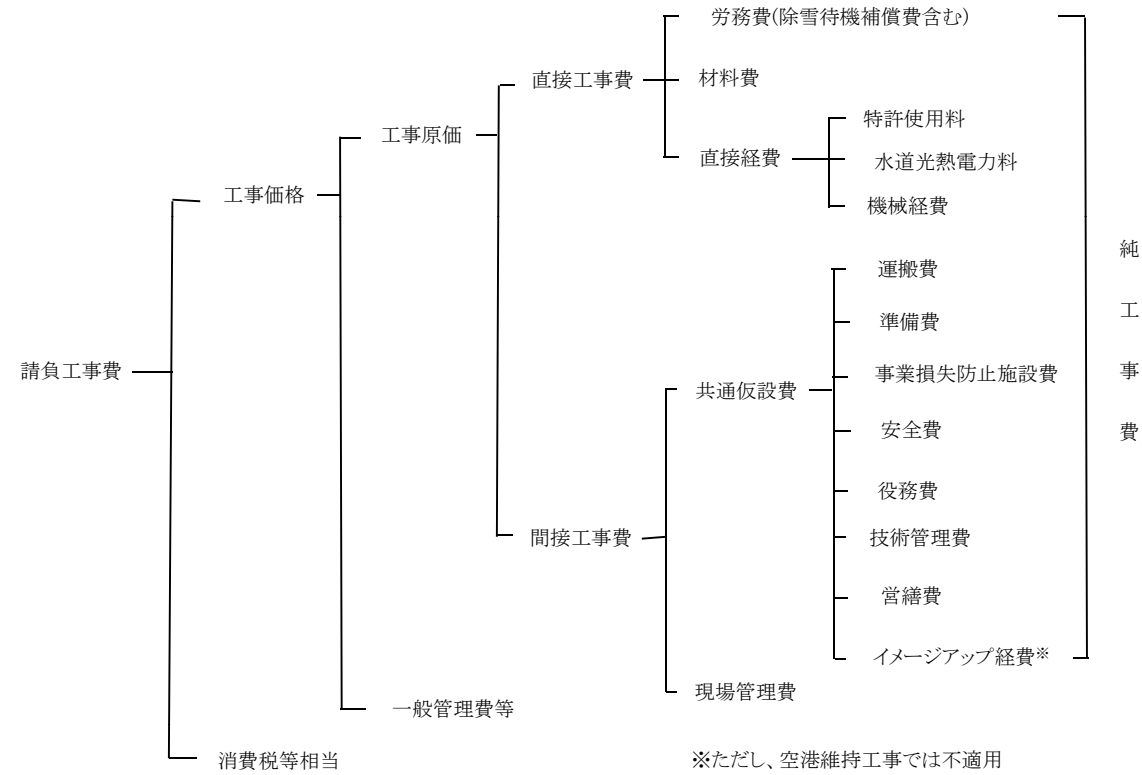 労務費(除雪待機補償費含む)
直接工事費
材料費
工事原価
特許使用料
直接経費
水道光熱電力料
工事価格
機械経費
純工事費
運搬費
準備費
請負工事費
事業損失防止施設費
共通仮設費
安全費
役務費
間接工事費
技術管理費
営繕費
イメージアップ経費※
現場管理費
一般管理費等
消費税等相当
※ただし、空港維持工事では不適用